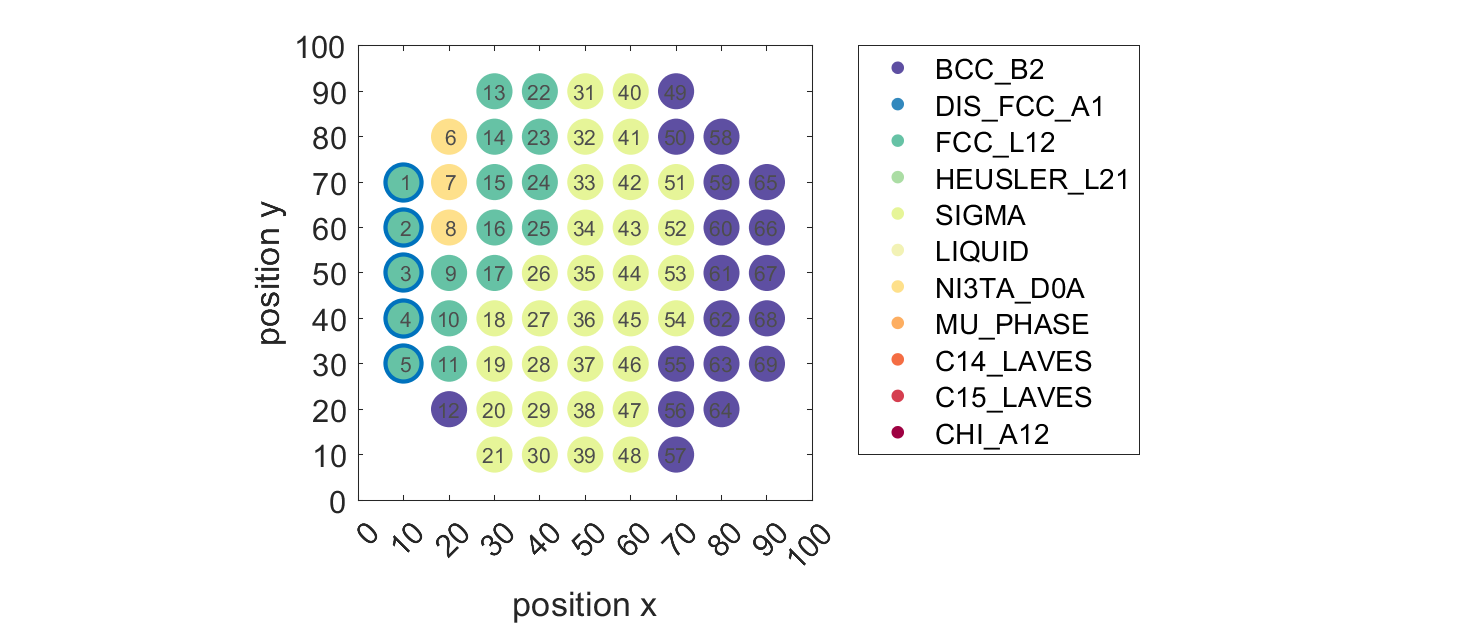 100
90 13 22 31 40 49
80 6 14 23 32 41 50 58
70 1 7 15 24 33 42 51 59 65
60 2 8 16 25 34 43 52 60 66
50 3 9 17 26 35 44 53 61 67
40 4 10 18 27 36 45 54 62 68
30 5 11 19 28 37 46 55 63 69
20 12 20 29 38 47 56 64
10 21 30 39 48 57
0
0 10 20 30 40 50 60 70 80 90 100
position x
position y
BCC_B2
DIS_FCC_A1
FCC_L12
HEUSLER_L21
SIGMA
LIQUID
NI3TA_D0A
MU_PHASE
C14_LAVES
C15_LAVES
CHI_A12